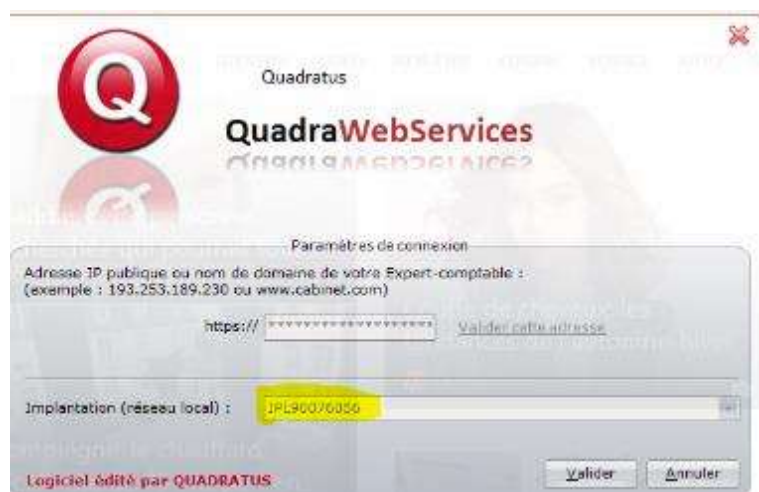 Q
Quadratus
QuadraWebServices
Paramètres de connexion
Adresse IP publique ou nom de domaine de votre Expert-comptable :
(example : 193.253.189.230 ou www.cabinet.com)
https:// ******************* Valider cette adresse
Implantation (réseau local) : IPL90076056
Valider Annuler
Logiciel édité par QUADRATUS